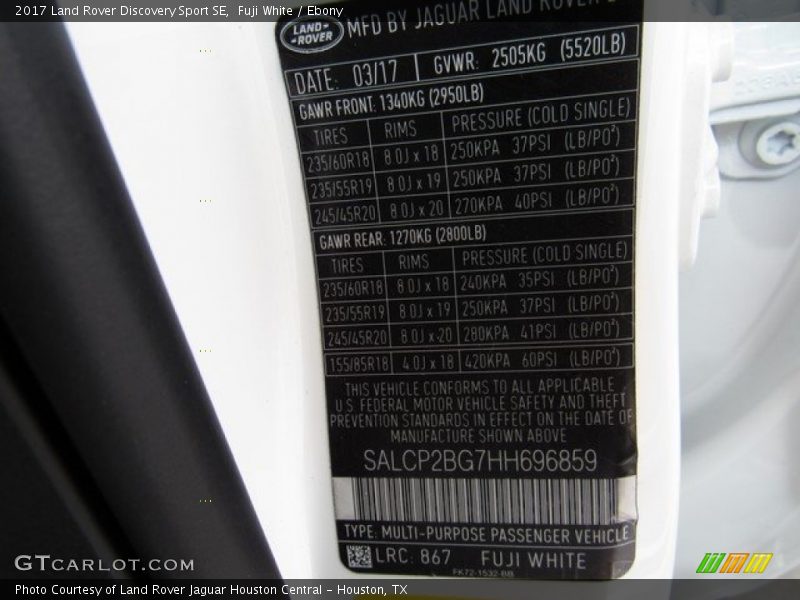 2017 Land Rover Discovery Sport SE, Fuji White / Ebony
LAND ROVER
MFD BY JAGUAR LAND ROVER
DATE: 03/17 GVWR: 2505KG (5520LB)
GAWR FRONT: 1340KG (2950LB)
TIRES RIMS PRESSURE (COLD SINGLE)
235/60R18 8.0J x 18 250KPA 37PSI (LB/PO²)
235/55R19 8.0J x 19 250KPA 37PSI (LB/PO²)
245/45R20 8.0J x 20 270KPA 40PSI (LB/PO²)
GAWR REAR: 1270KG (2800LB)
TIRES RIMS PRESSURE (COLD SINGLE)
235/60R18 8.0J x 18 240KPA 35PSI (LB/PO²)
235/55R19 8.0J x 19 250KPA 37PSI (LB/PO²)
245/45R20 8.0J x 20 280KPA 41PSI (LB/PO²)
155/85R18 4.0J x 18 420KPA 60PSI (LB/PO²)
THIS VEHICLE CONFORMS TO ALL APPLICABLE
U.S. FEDERAL MOTOR VEHICLE SAFETY AND THEFT
PREVENTION STANDARDS IN EFFECT ON THE DATE OF
MANUFACTURE SHOWN ABOVE
SALCP2BG7HH696859
TYPE: MULTI-PURPOSE PASSENGER VEHICLE
LRC: 867 FUJI WHITE
FK72-1532-BB
GTCarlot.com
Photo Courtesy of Land Rover Jaguar Houston Central - Houston, TX